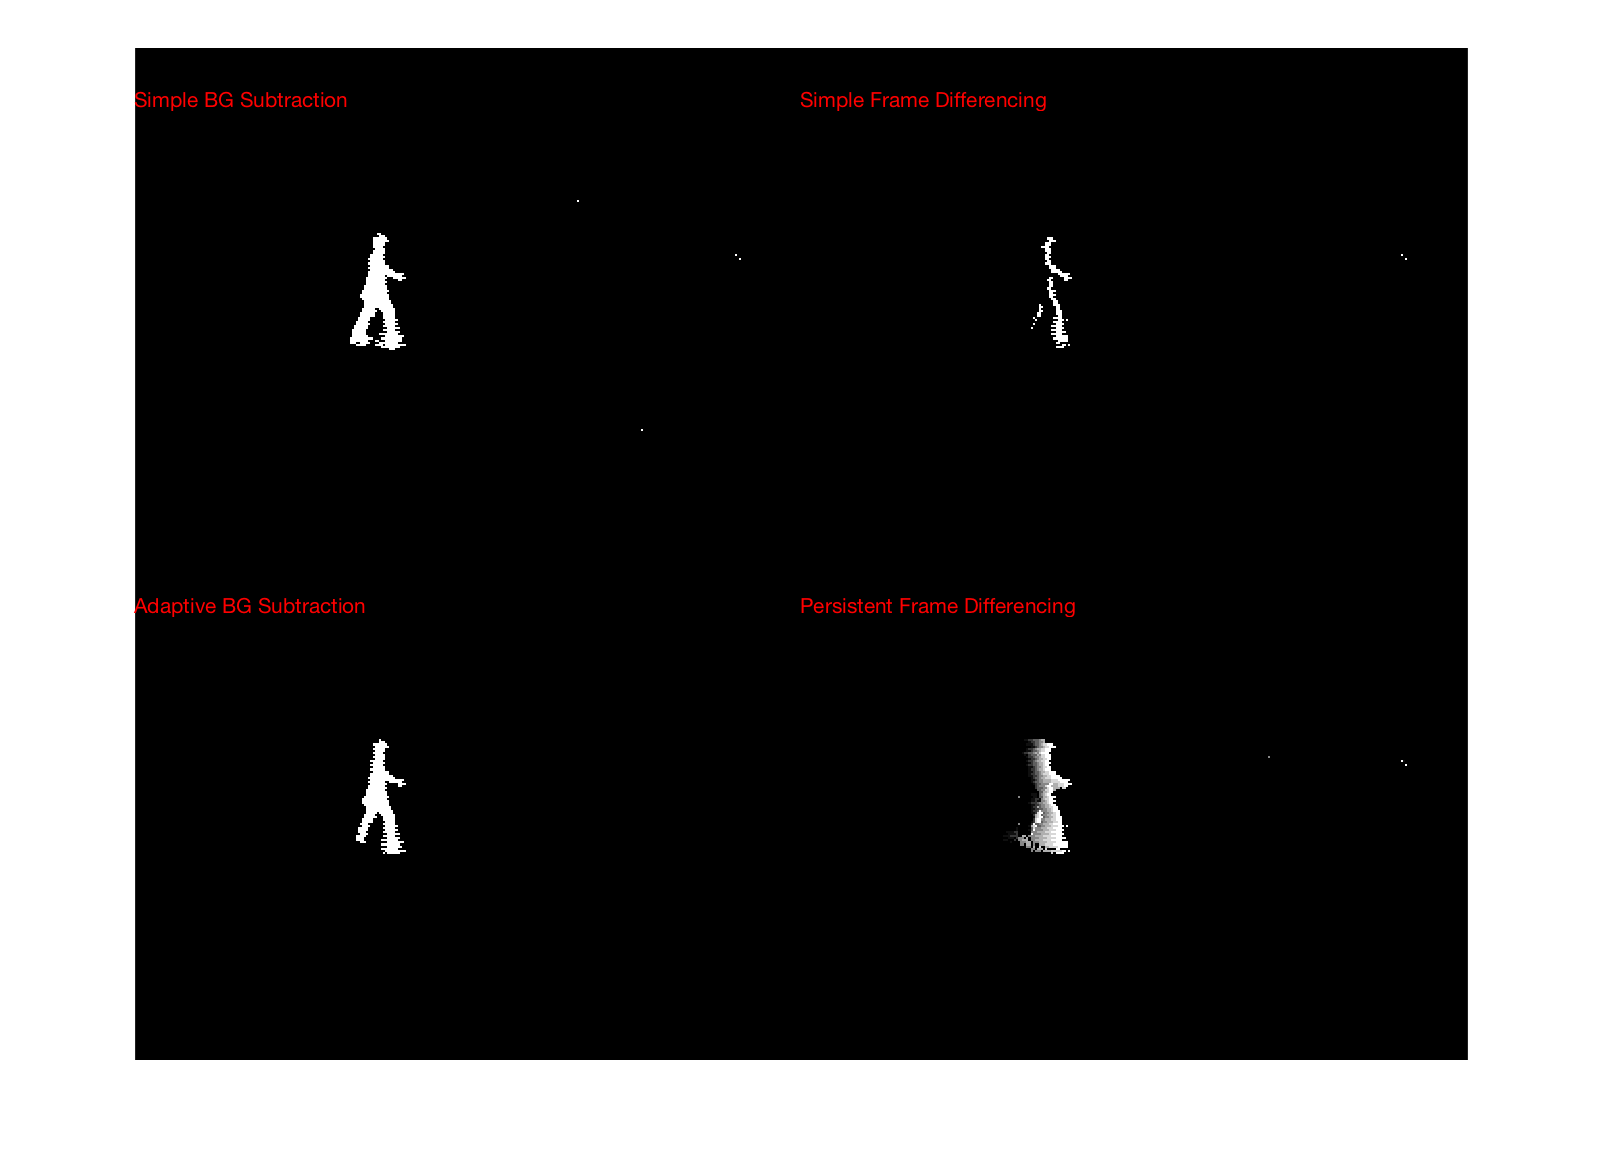 Simple BG Subtraction
Simple Frame Differencing
Adaptive BG Subtraction
Persistent Frame Differencing